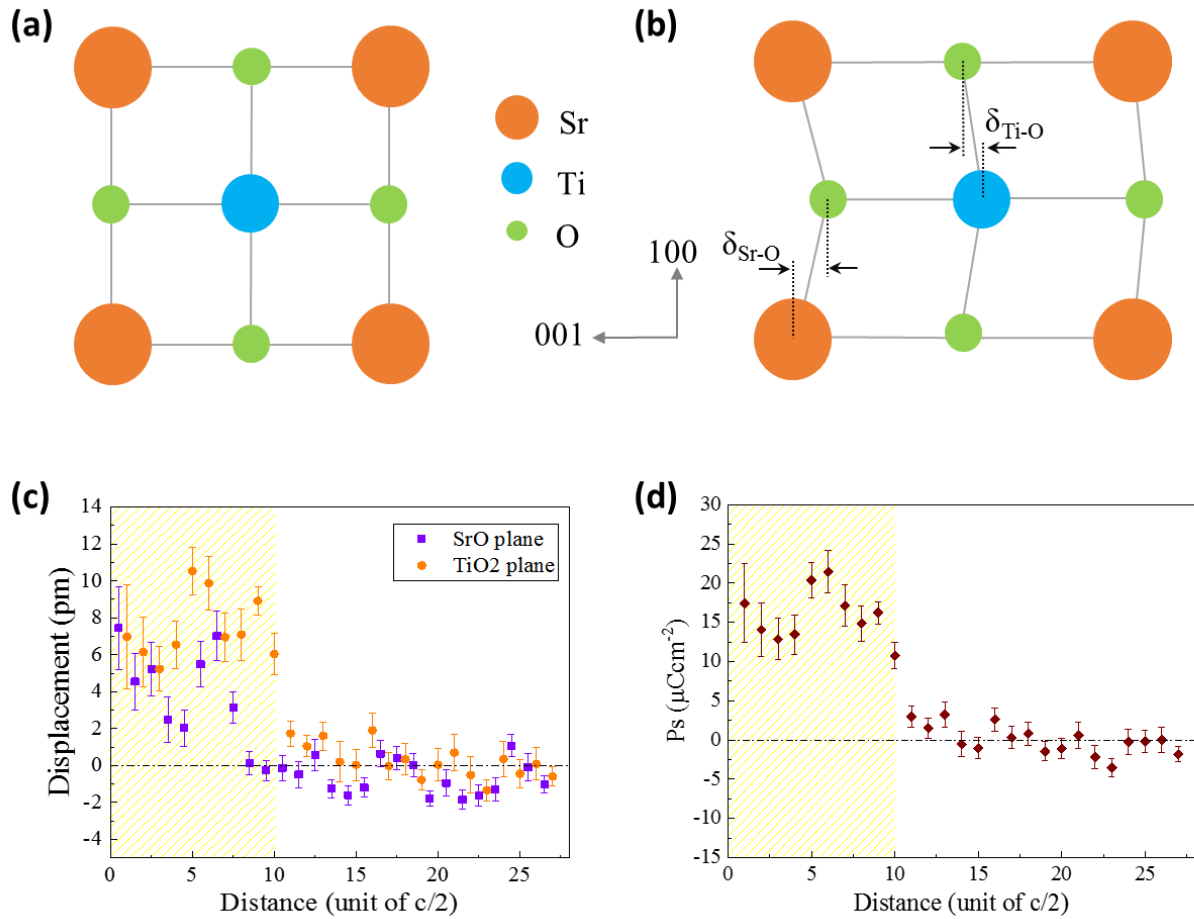 (a)
(b)
Sr
Ti
O
δTi-O
δSr-O
100
001
(c)
14
12
10
8
6
4
2
0
-2
-4
Displacement (pm)
SrO plane
TiO2 plane
0
5
10
15
20
25
Distance (unit of c/2)
(d)
30
25
20
15
10
5
0
-5
-10
-15
Ps (μCcm⁻²)
0
5
10
15
20
25
Distance (unit of c/2)